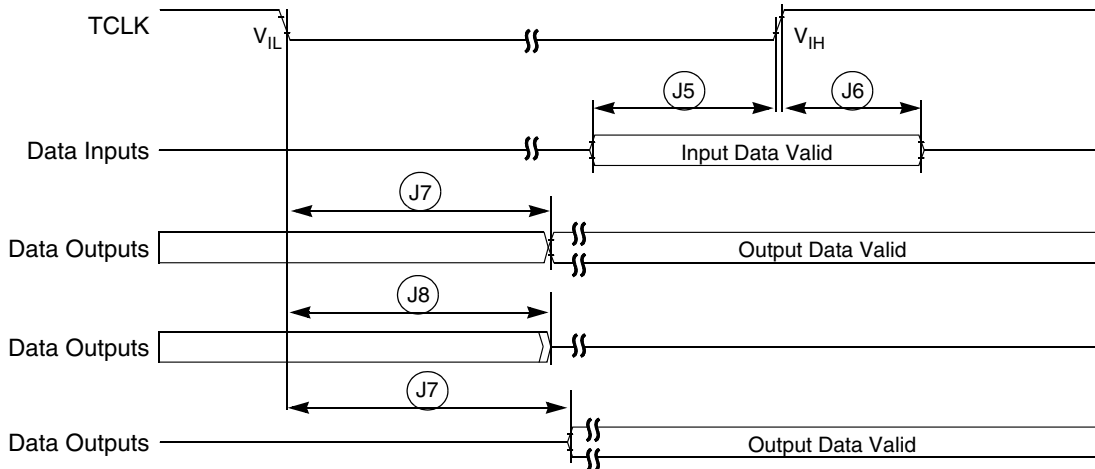 TCLK
VIL
VIH
J5
J6
Data Inputs
Input Data Valid
J7
Data Outputs
Output Data Valid
J8
Data Outputs
J7
Data Outputs
Output Data Valid